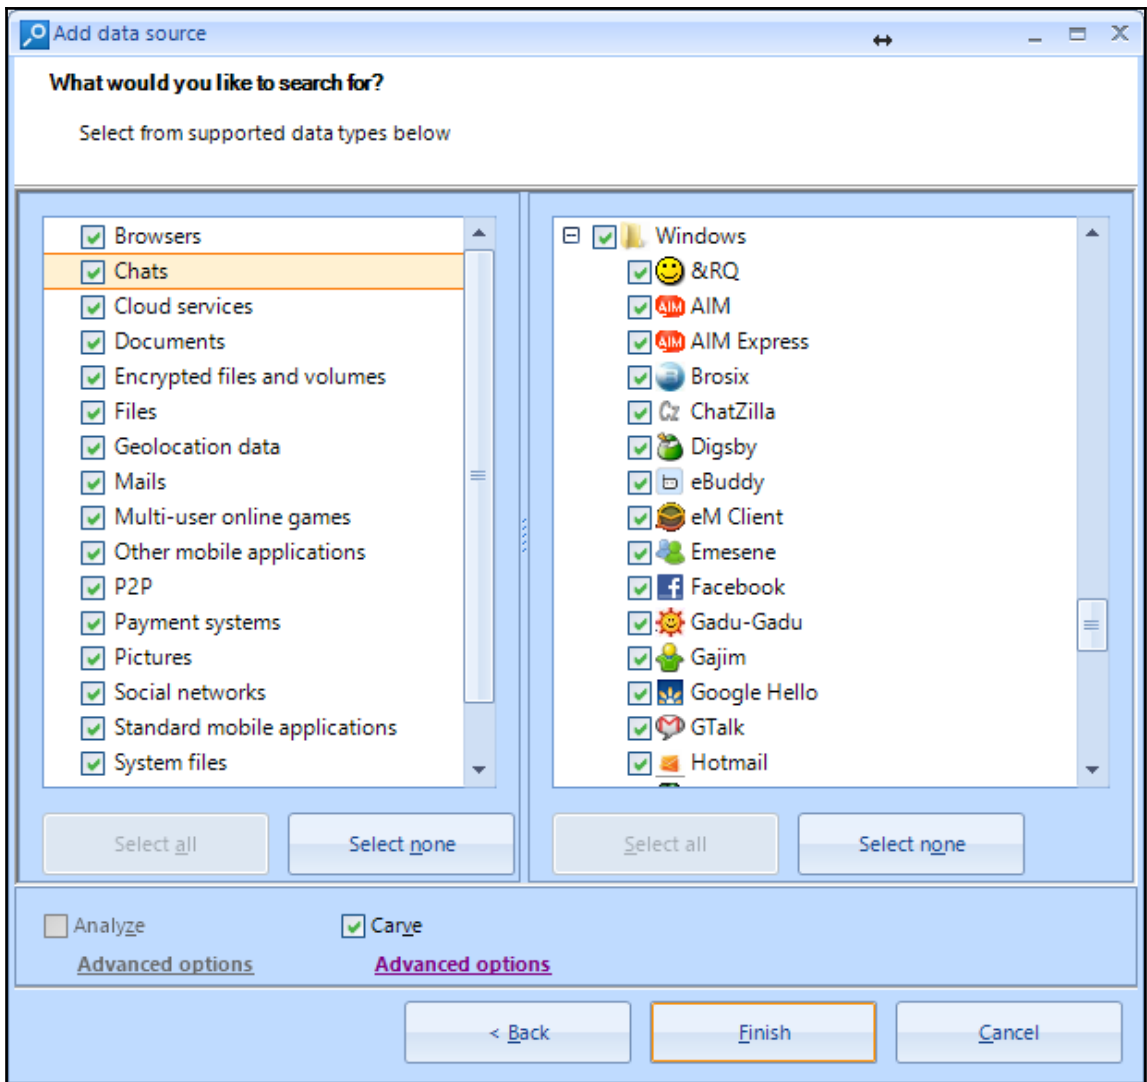 Add data source
What would you like to search for?
Select from supported data types below
Browsers
Chats
Cloud services
Documents
Encrypted files and volumes
Files
Geolocation data
Mails
Multi-user online games
Other mobile applications
P2P
Payment systems
Pictures
Social networks
Standard mobile applications
System files
Select all
Select none
Windows
&RQ
AIM AIM
AIM AIM Express
Brosix
Cz ChatZilla
Digsby
eBuddy
eM Client
Emesene
f Facebook
Gadu-Gadu
Gajim
Google Hello
GTalk
Hotmail
Select all
Select none
Analyze
Carve
Advanced options
Advanced options
< Back
Finish
Cancel